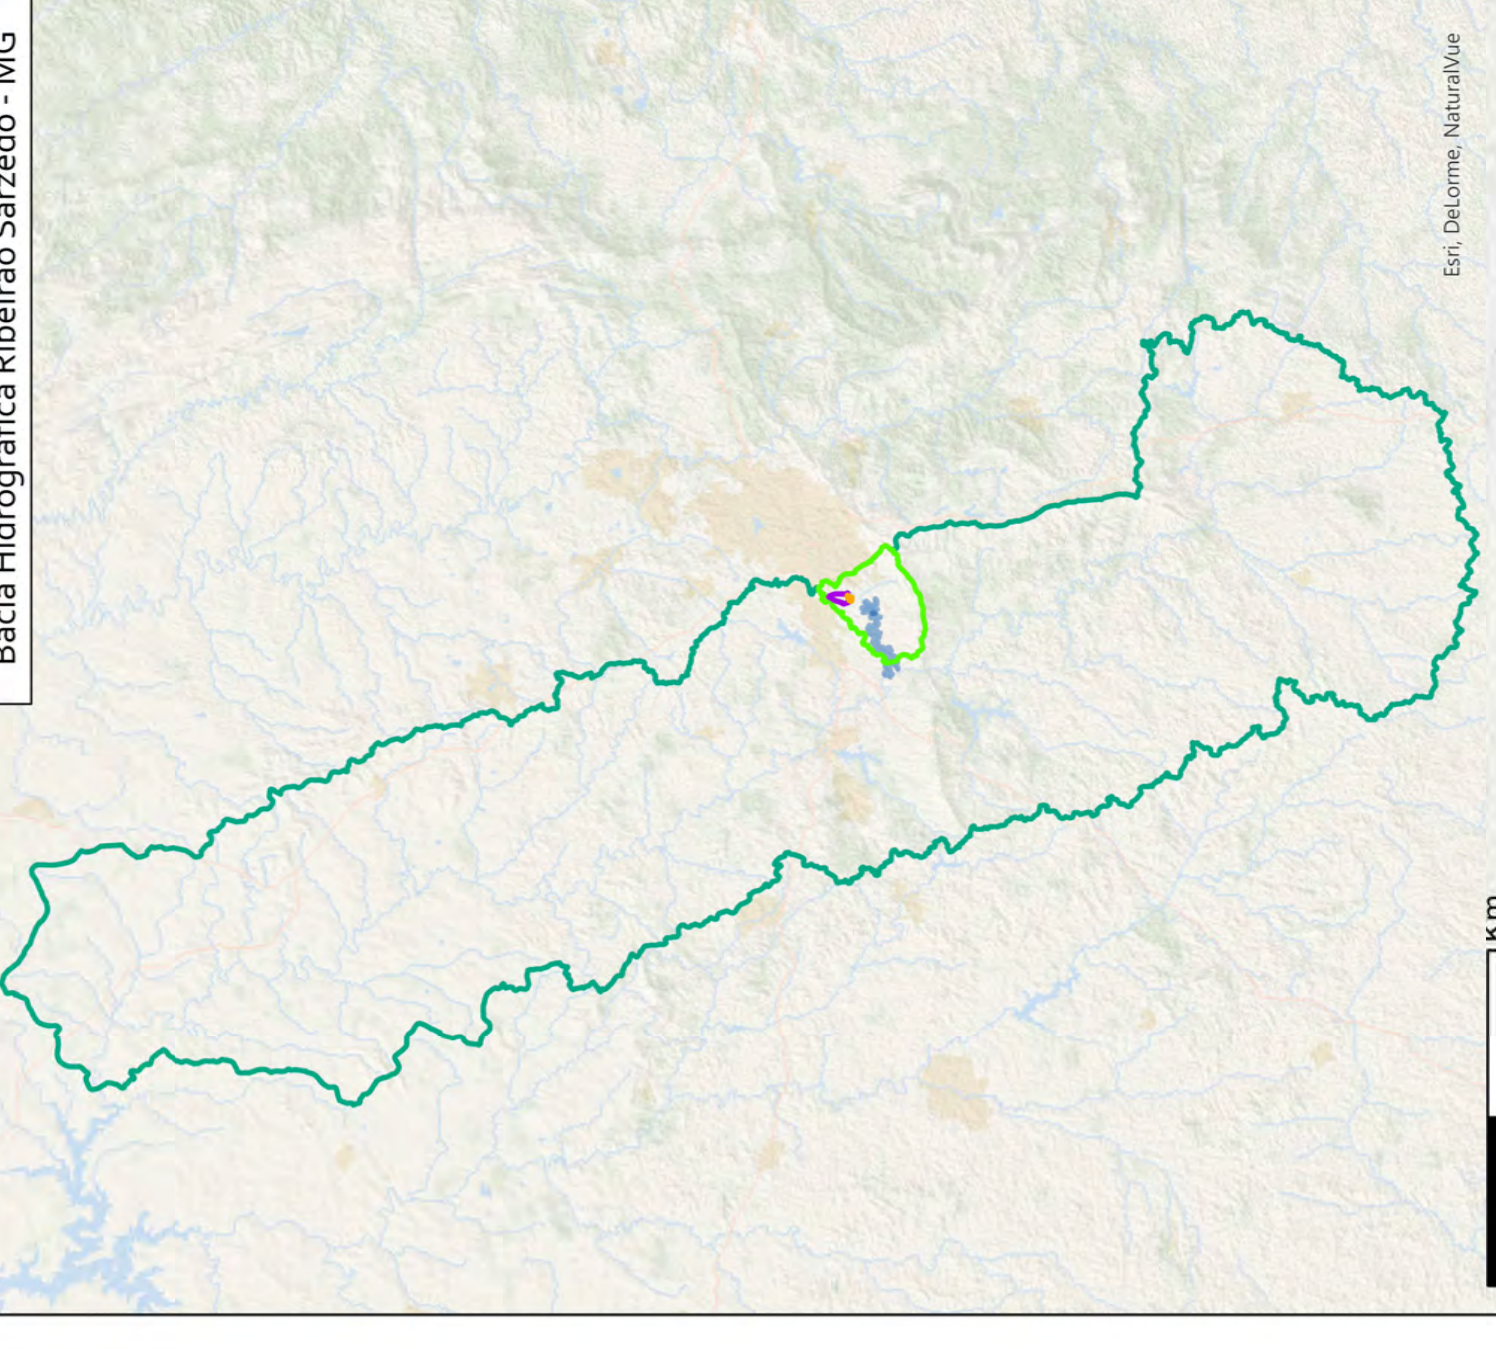 Bacia Hidrográfica Ribeirão Sarzedo - MG
Esri, DeLorme, NaturalVue
Km